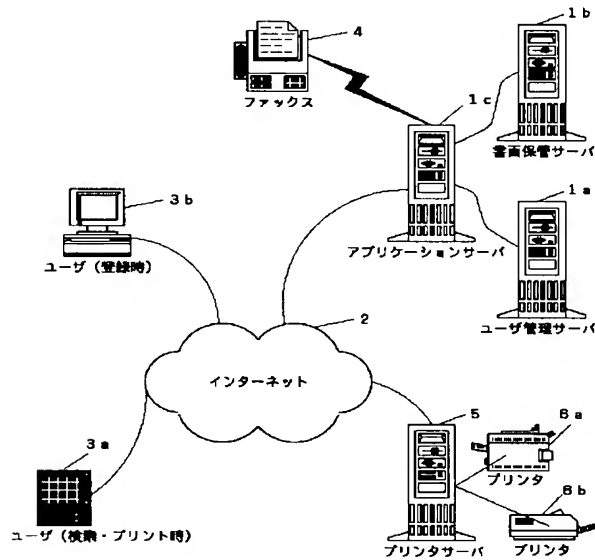 ４
ファックス
１ｂ
書画保管サーバ
１ｃ
アプリケーションサーバ
１ａ
ユーザ管理サーバ
３ｂ
ユーザ（登録時）
２
インターネット
３ａ
ユーザ（検索・プリント時）
５
プリンタサーバ
６ａ
プリンタ
６ｂ
プリンタ